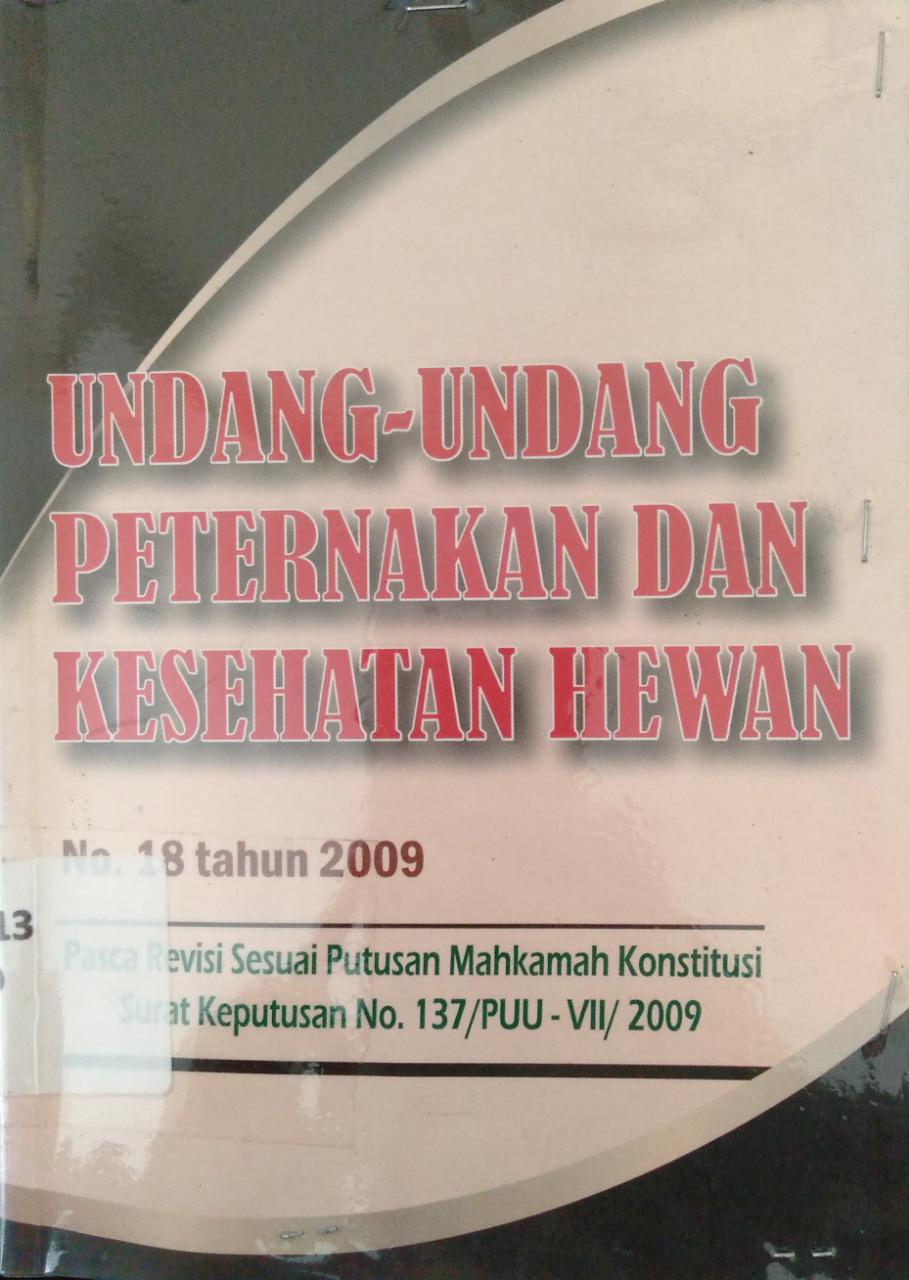 UNDANG-UNDANG
PETERNAKAN DAN
KESEHATAN HEWAN
No. 18 tahun 2009
13
Pasca Revisi Sesuai Putusan Mahkamah Konstitusi
Surat Keputusan No. 137/PUU - VII/ 2009